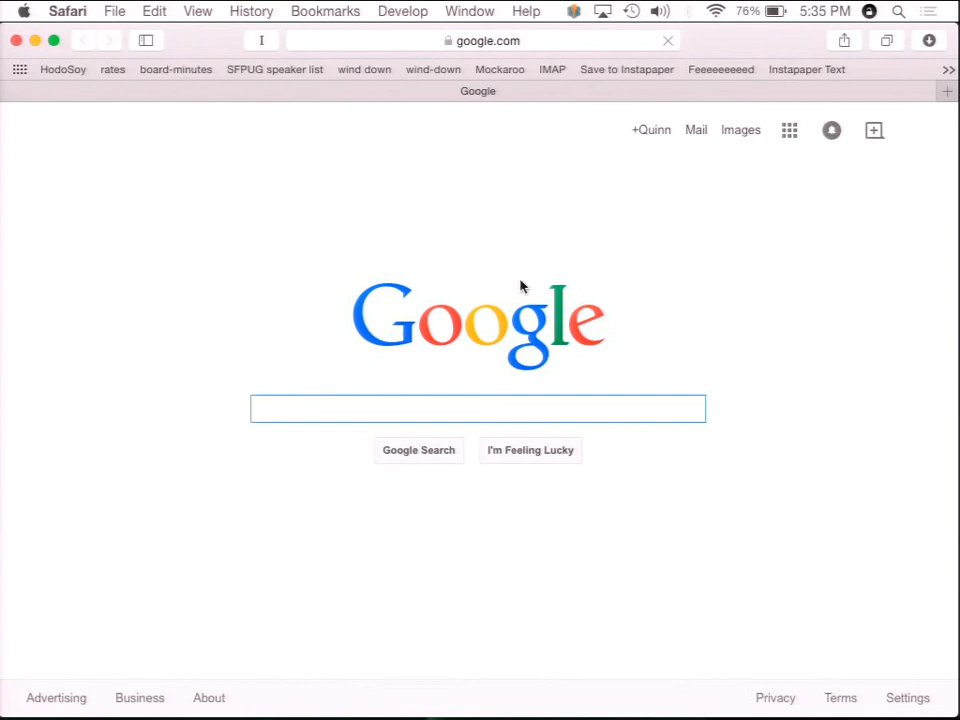 Safari File Edit View History Bookmarks Develop Window Help 76% 5:35 PM
I google.com
HodoSoy rates board-minutes SFPUG speaker list wind down wind-down Mockaroo IMAP Save to Instapaper Feeeeeeeed Instapaper Text
Google
+Quinn Mail Images
Google
Google Search I'm Feeling Lucky
Advertising Business About Privacy Terms Settings